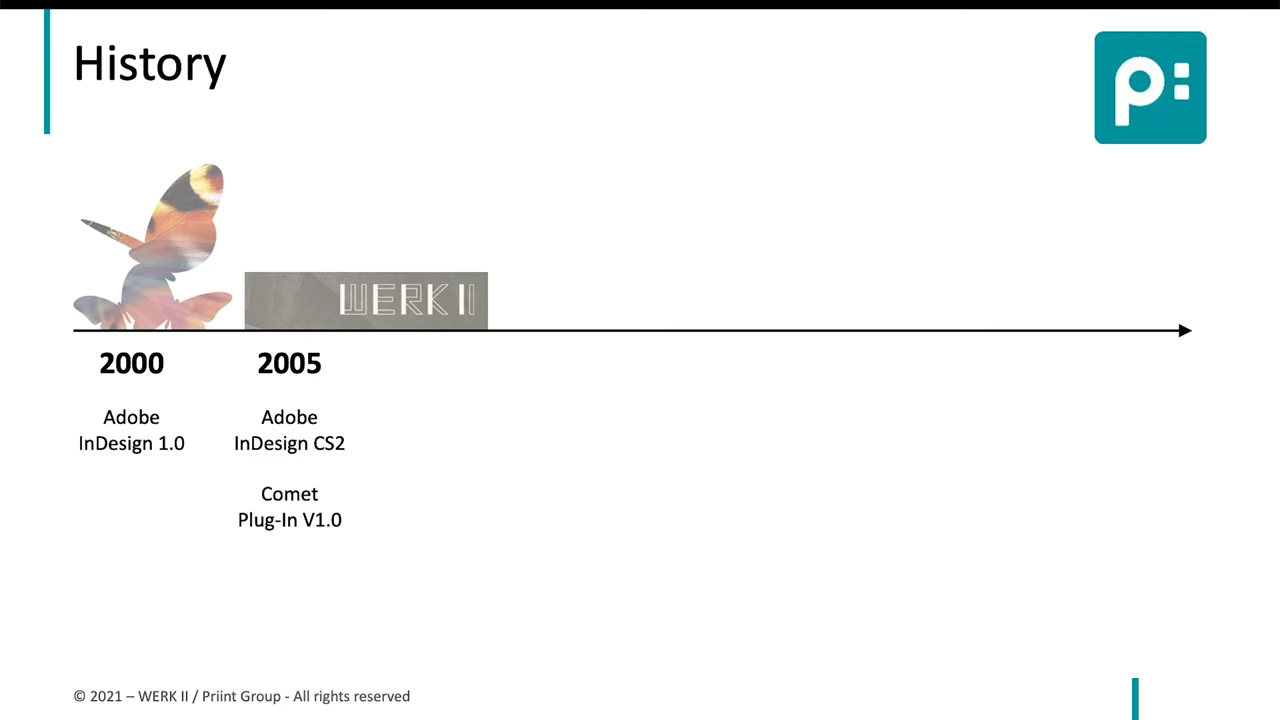 History
p:
WERK II
2000
2005
Adobe
InDesign 1.0
Adobe
InDesign CS2
Comet
Plug-In V1.0
© 2021 – WERK II / Priint Group - All rights reserved